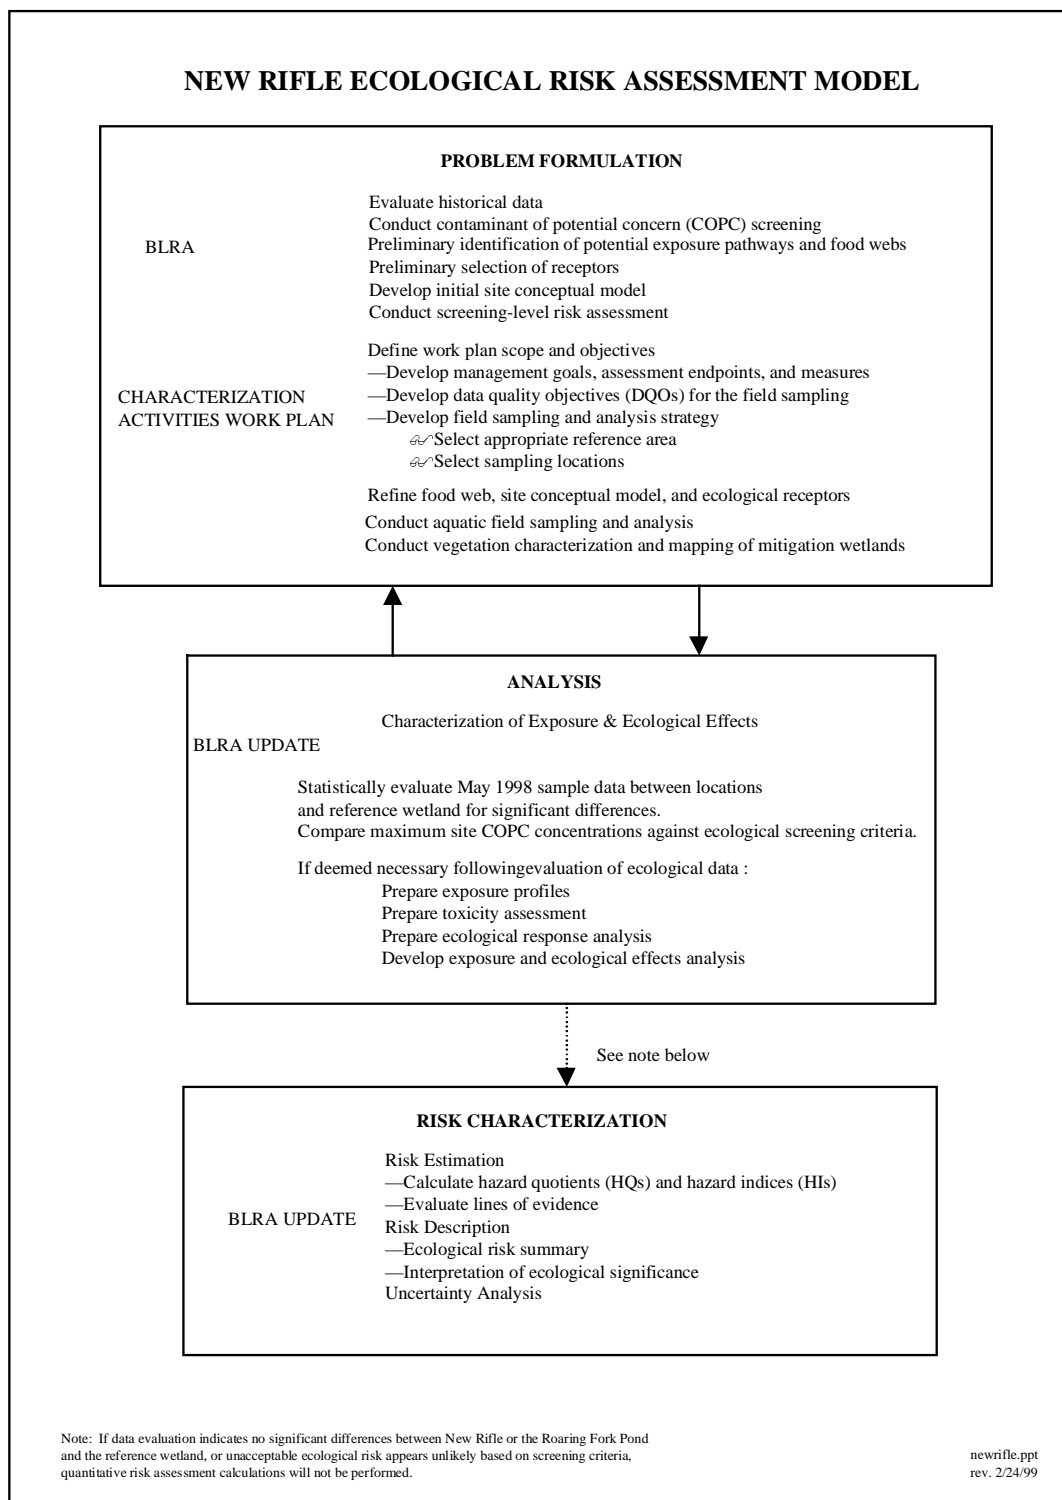 NEW RIFLE ECOLOGICAL RISK ASSESSMENT MODEL
PROBLEM FORMULATION
BLRA
Evaluate historical data
Conduct contaminant of potential concern (COPC) screening
Preliminary identification of potential exposure pathways and food webs
Preliminary selection of receptors
Develop initial site conceptual model
Conduct screening-level risk assessment
CHARACTERIZATION
ACTIVITIES WORK PLAN
Define work plan scope and objectives
—Develop management goals, assessment endpoints, and measures
—Develop data quality objectives (DQOs) for the field sampling
—Develop field sampling and analysis strategy
Select appropriate reference area
Select sampling locations
Refine food web, site conceptual model, and ecological receptors
Conduct aquatic field sampling and analysis
Conduct vegetation characterization and mapping of mitigation wetlands
ANALYSIS
Characterization of Exposure & Ecological Effects
BLRA UPDATE
Statistically evaluate May 1998 sample data between locations
and reference wetland for significant differences.
Compare maximum site COPC concentrations against ecological screening criteria.
If deemed necessary followingevaluation of ecological data :
Prepare exposure profiles
Prepare toxicity assessment
Prepare ecological response analysis
Develop exposure and ecological effects analysis
See note below
RISK CHARACTERIZATION
BLRA UPDATE
Risk Estimation
—Calculate hazard quotients (HQs) and hazard indices (HIs)
—Evaluate lines of evidence
Risk Description
—Ecological risk summary
—Interpretation of ecological significance
Uncertainty Analysis
Note: If data evaluation indicates no significant differences between New Rifle or the Roaring Fork Pond
and the reference wetland, or unacceptable ecological risk appears unlikely based on screening criteria,
quantitative risk assessment calculations will not be performed.
newrifle.ppt
rev. 2/24/99